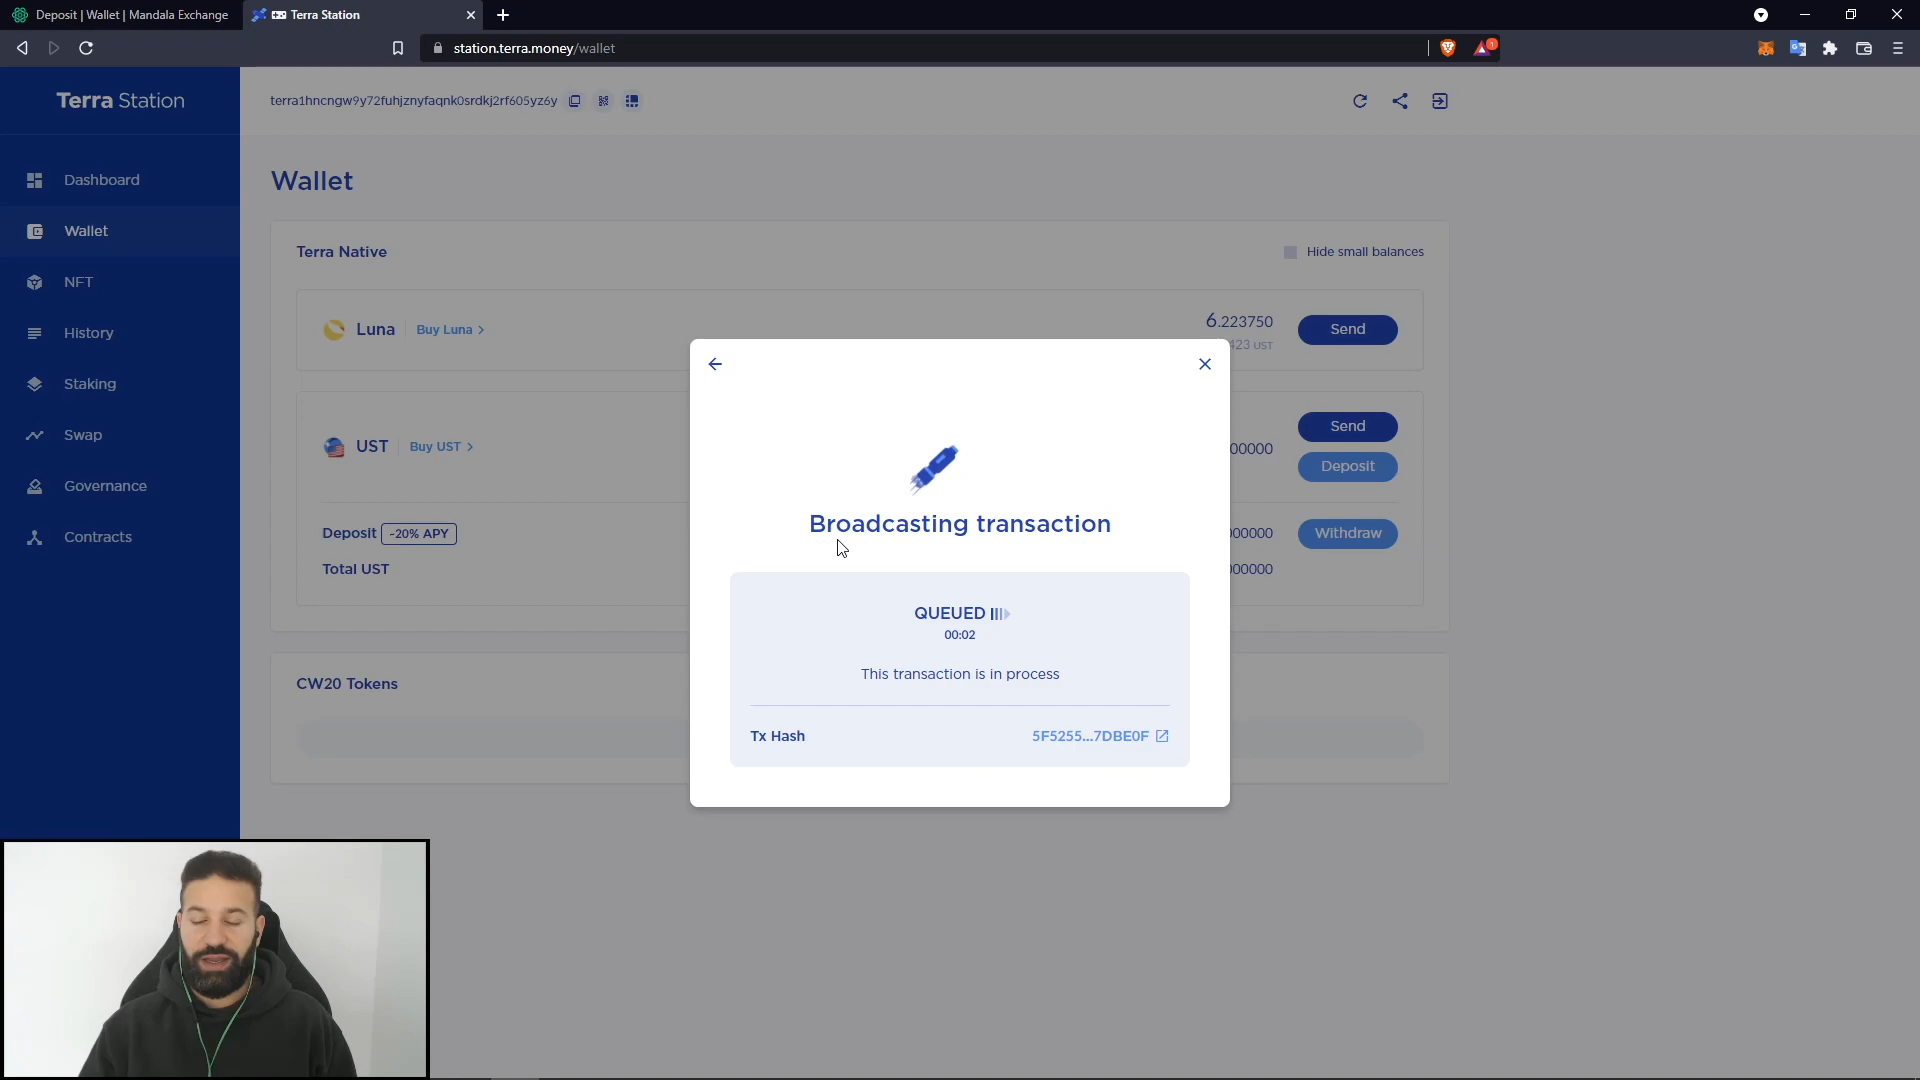 Deposit | Wallet | Mandala Exchange
Terra Station
station.terra.money/wallet
1
Terra Station
terra1hncngw9y72fuhjznyfaqnk0srdkj2rf605yz6y
Dashboard
Wallet
NFT
History
Staking
Swap
Governance
Contracts
Wallet
Terra Native
Hide small balances
Luna
Buy Luna >
6.223750
423 UST
Send
UST
Buy UST >
00000
Send
Deposit
Deposit
~20% APY
000000
Withdraw
Total UST
000000
CW20 Tokens
Broadcasting transaction
QUEUED
00:02
This transaction is in process
Tx Hash
5F5255...7DBE0F